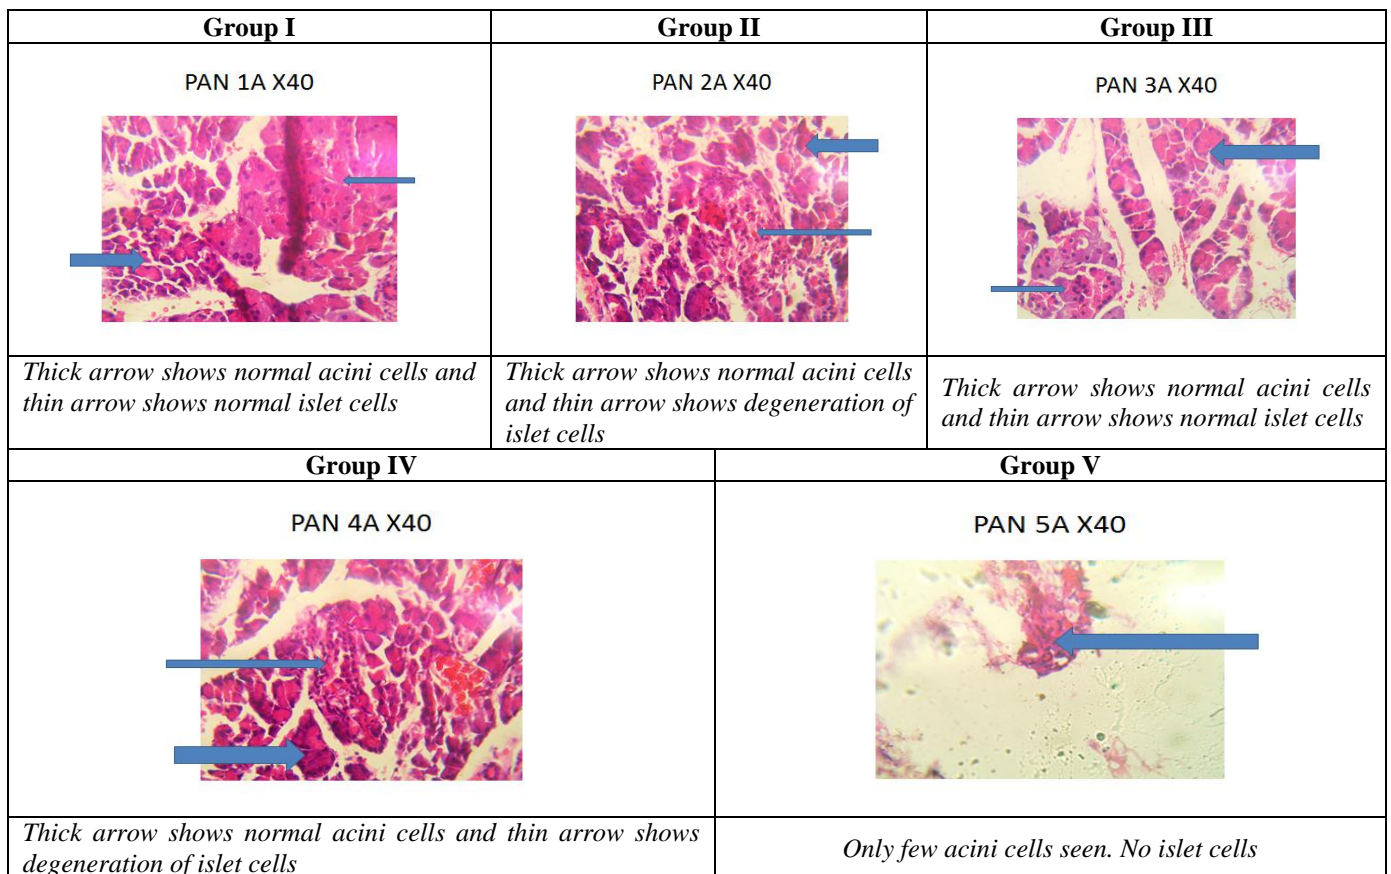 Group I
Group II
Group III
PAN 1A X40
PAN 2A X40
PAN 3A X40
Thick arrow shows normal acini cells and
thin arrow shows normal islet cells
Thick arrow shows normal acini cells
and thin arrow shows degeneration of
islet cells
Thick arrow shows normal acini cells
and thin arrow shows normal islet cells
Group IV
Group V
PAN 4A X40
PAN 5A X40
Thick arrow shows normal acini cells and thin arrow shows
degeneration of islet cells
Only few acini cells seen. No islet cells